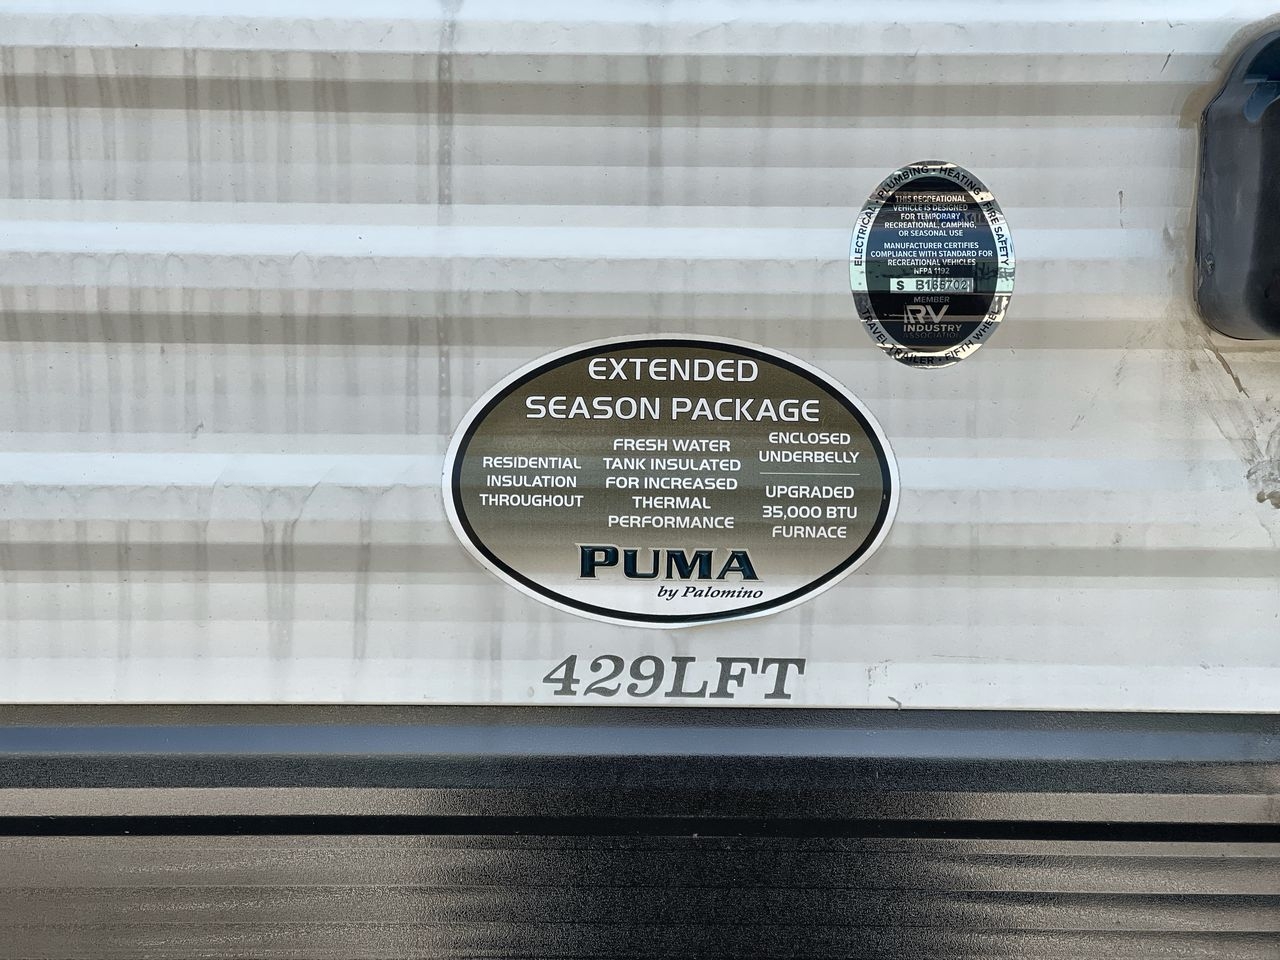 ELECTRICAL · PLUMBING · HEATING · FIRE SAFETY
THIS RECREATIONAL
VEHICLE IS DESIGNED
FOR TEMPORARY
RECREATIONAL, CAMPING,
OR SEASONAL USE
MANUFACTURER CERTIFIES
COMPLIANCE WITH STANDARD FOR
RECREATIONAL VEHICLES
NFPA 1192
S B165702
MEMBER
RV
INDUSTRY
ASSOCIATION
TRAVEL TRAILER · FIFTH WHEEL
EXTENDED
SEASON PACKAGE
RESIDENTIAL
INSULATION
THROUGHOUT
FRESH WATER
TANK INSULATED
FOR INCREASED
THERMAL
PERFORMANCE
ENCLOSED
UNDERBELLY
UPGRADED
35,000 BTU
FURNACE
PUMA
by Palomino
429LFT